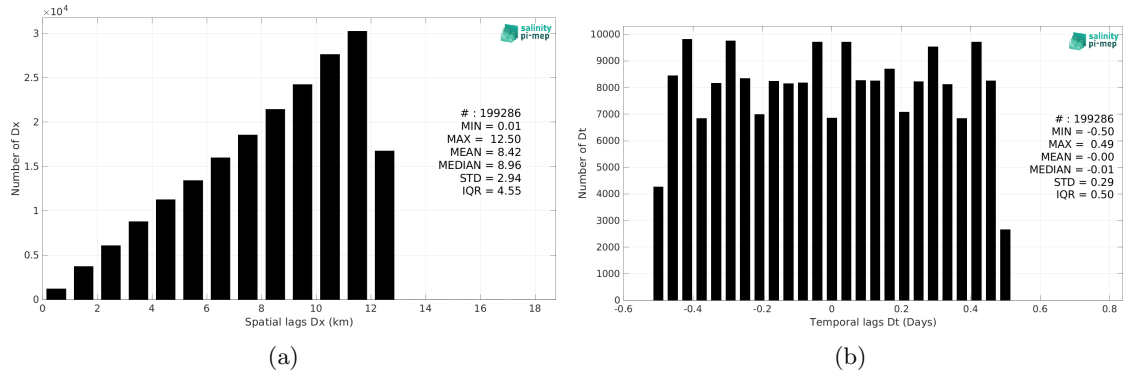 ×10⁴
3
2.5
2
1.5
1
0.5
0
Number of Dx
0 2 4 6 8 10 12 14 16 18
Spatial lags Dx (km)
salinity
pi-mep
# : 199286
MIN = 0.01
MAX = 12.50
MEAN = 8.42
MEDIAN = 8.96
STD = 2.94
IQR = 4.55
(a)
10000
9000
8000
7000
6000
5000
4000
3000
2000
1000
0
Number of Dt
-0.6 -0.4 -0.2 0 0.2 0.4 0.6 0.8
Temporal lags Dt (Days)
salinity
pi-mep
# : 199286
MIN = -0.50
MAX = 0.49
MEAN = -0.00
MEDIAN = -0.01
STD = 0.29
IQR = 0.50
(b)